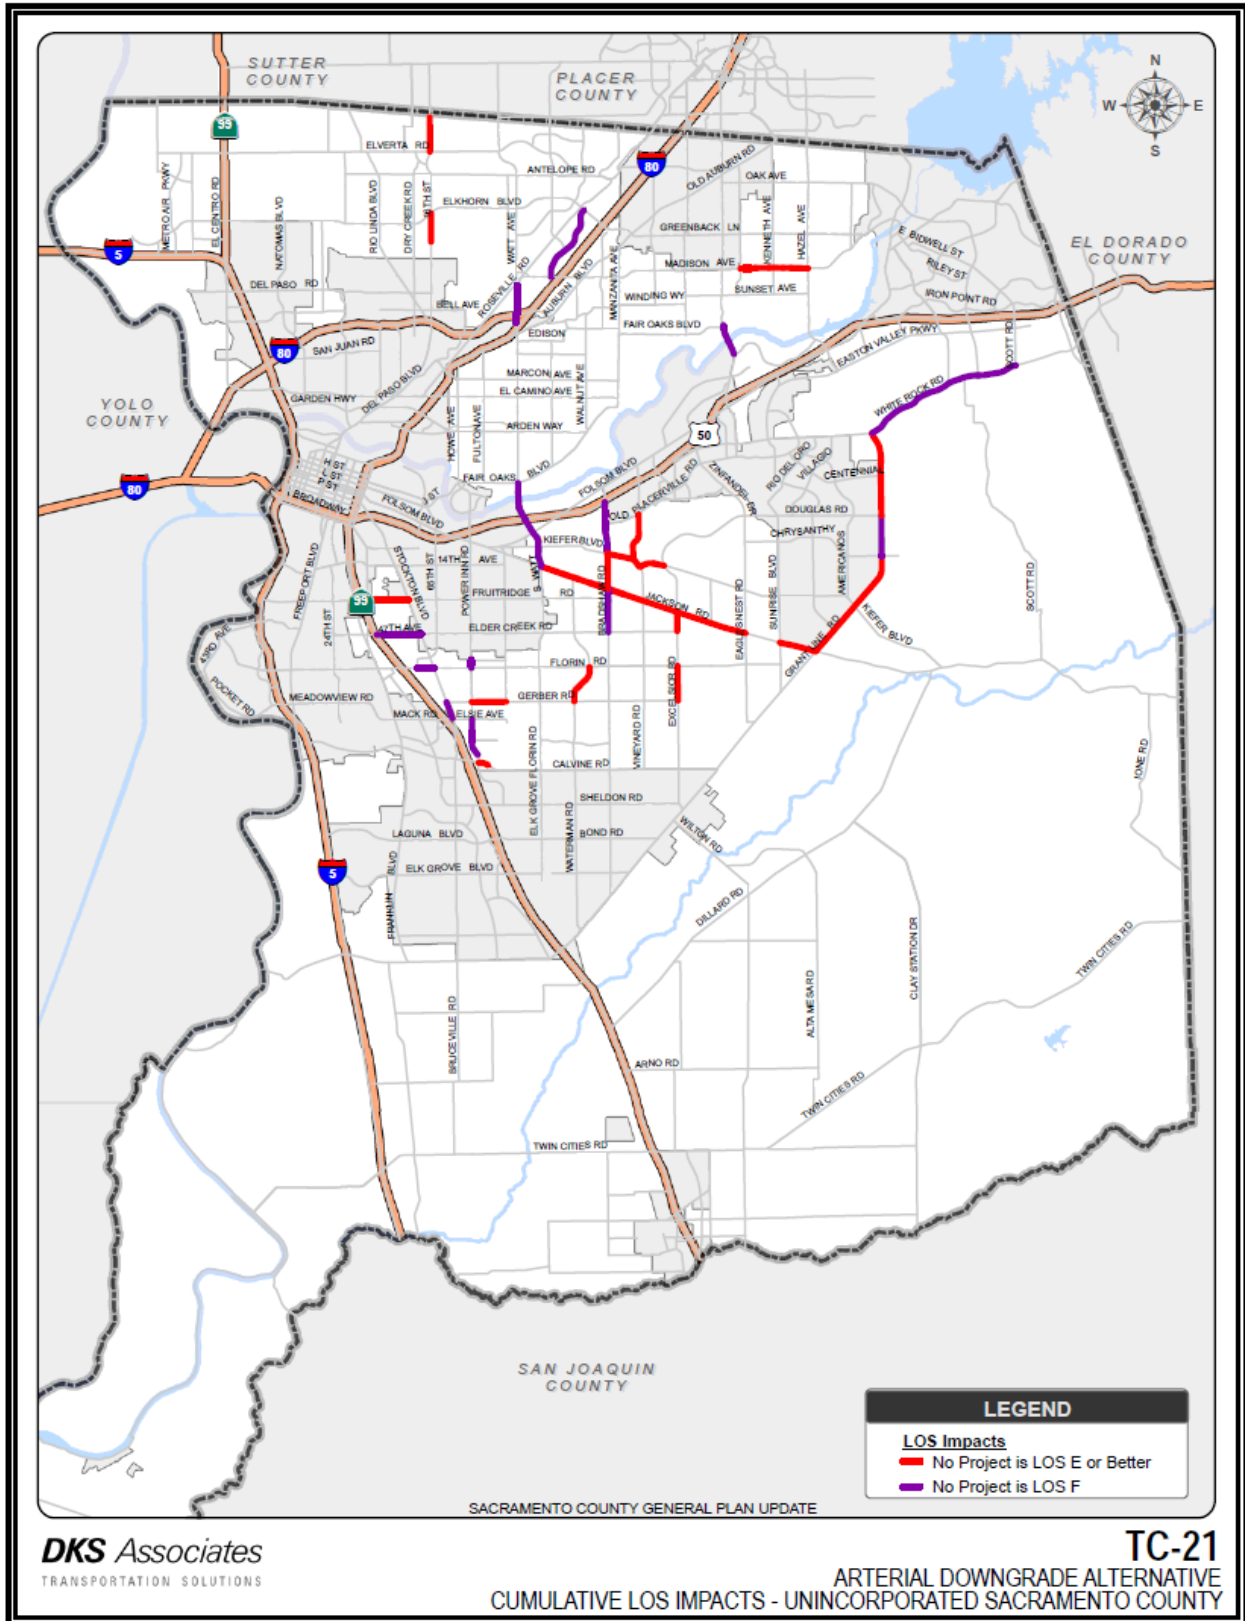 SUTTER
COUNTY
PLACER
COUNTY
N
W
E
S
99
ELVERTA RD
ANTELOPE RD
80
OLD AUBURN RD
OAK AVE
METRO AIR PKWY
EL CENTRO RD
NATOMAS BLVD
RIO LINDA BLVD
DRY CREEK RD
ELKHORN BLVD
WATT AVE
GREENBACK LN
KENNETH AVE
HAZEL AVE
E BIDWELL ST
RILEY ST
EL DORADO
COUNTY
5
DEL PASO RD
ROSEVILLE RD
AUBURN BLVD
MANZANITA AVE
MADISON AVE
SUNSET AVE
WINDING WY
IRON POINT RD
BELL AVE
EDISON
FAIR OAKS BLVD
EASTON VALLEY PKWY
SCOTT RD
80
SAN JUAN RD
MARCONI AVE
EL CAMINO AVE
WALNUT AVE
DEL PASO BLVD
GARDEN HWY
WHITE ROCK RD
YOLO
COUNTY
HOWE AVE
FULTON AVE
ARDEN WAY
50
H ST
L ST
P ST
BROADWAY
80
FAIR OAKS BLVD
FOLSOM BLVD
J ST
FOLSOM BLVD
OLD PLACERVILLE RD
ZINFANDEL DR
RIO DEL ORO
VILLAGIO
CENTENNIAL
DOUGLAS RD
CHRYSANTHY
AMERICANOS
KIEFER BLVD
FREEPORT BLVD
STOCKTON BLVD
65TH ST
14TH AVE
POWER INN RD
S WATT
FRUITRIDGE RD
BRADSHAW RD
JACKSON RD
EAGLES NEST RD
SUNRISE BLVD
GRANT LINE RD
KIEFER BLVD
SCOTT RD
99
24TH ST
47TH AVE
ELDER CREEK RD
43RD AVE
POCKET RD
FLORIN RD
EXCELSIOR RD
MEADOWVIEW RD
GERBER RD
MACK RD
ELSIE AVE
VINEYARD RD
ELK GROVE FLORIN RD
CALVINE RD
IONE RD
SHELDON RD
WATERMAN RD
WILTON RD
LAGUNA BLVD
BOND RD
5
FRANKLIN BLVD
ELK GROVE BLVD
DILLARD RD
CLAY STATION DR
TWIN CITIES RD
ALTA MESA RD
BRUCEVILLE RD
ARNO RD
TWIN CITIES RD
TWIN CITIES RD
SAN JOAQUIN
COUNTY
LEGEND
LOS Impacts
No Project is LOS E or Better
No Project is LOS F
SACRAMENTO COUNTY GENERAL PLAN UPDATE
DKS Associates
TRANSPORTATION SOLUTIONS
TC-21
ARTERIAL DOWNGRADE ALTERNATIVE
CUMULATIVE LOS IMPACTS - UNINCORPORATED SACRAMENTO COUNTY